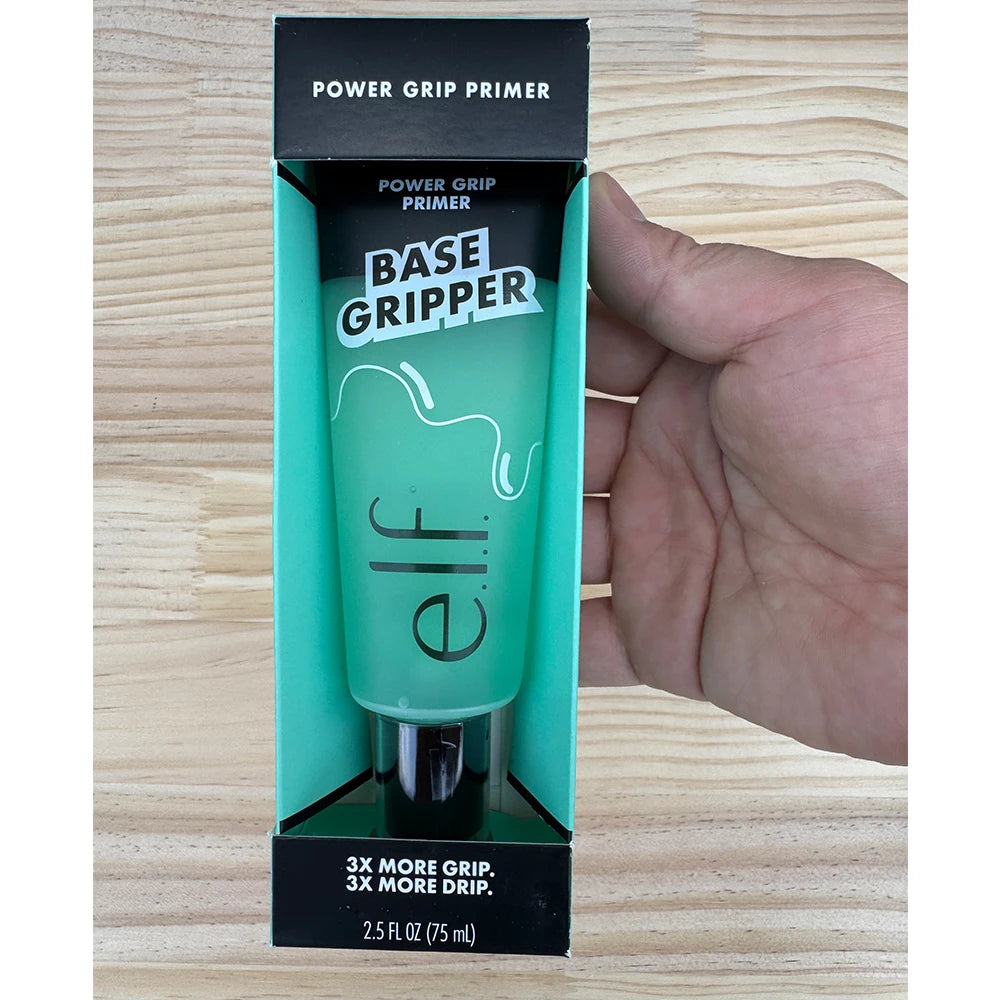 POWER GRIP PRIMER
POWER GRIP
PRIMER
BASE
GRIPPER
e.l.f.
3X MORE GRIP.
3X MORE DRIP.
2.5 FL OZ (75 mL)